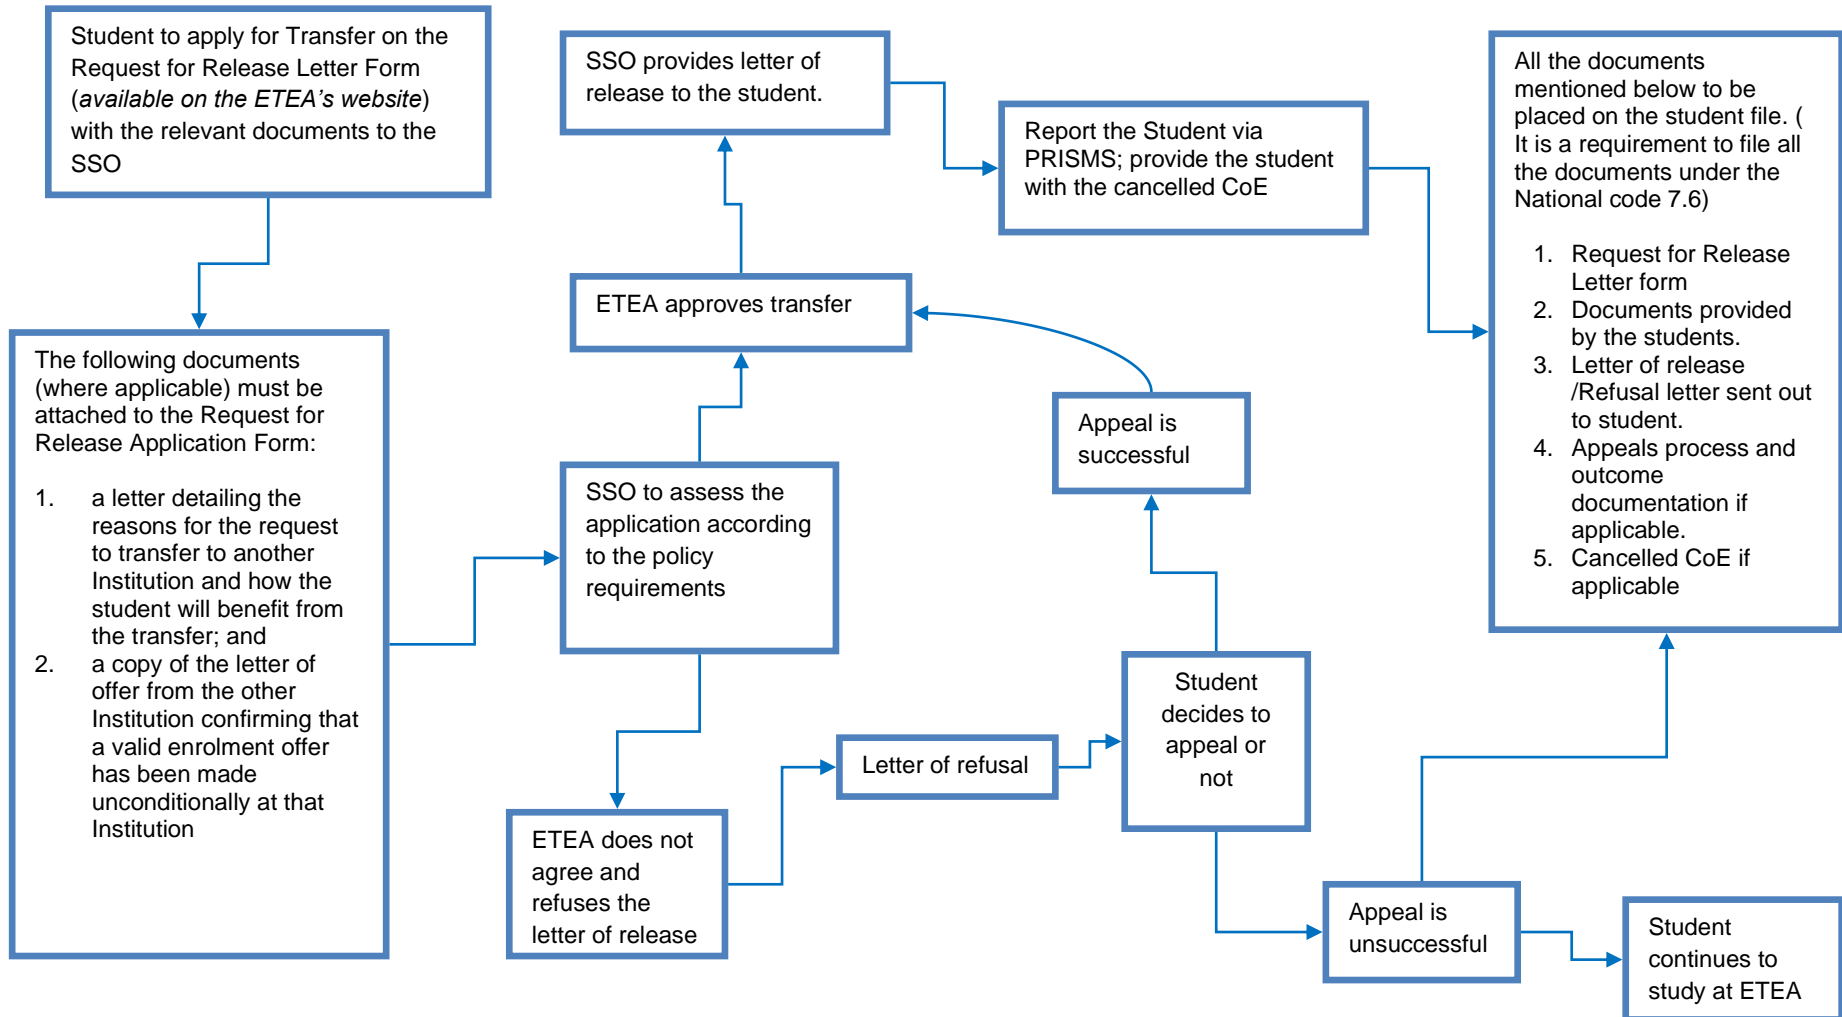 Student to apply for Transfer on the
Request for Release Letter Form
(available on the ETEA’s website)
with the relevant documents to the
SSO
The following documents
(where applicable) must be
attached to the Request for
Release Application Form:
1. a letter detailing the
reasons for the request
to transfer to another
Institution and how the
student will benefit from
the transfer; and
2. a copy of the letter of
offer from the other
Institution confirming that
a valid enrolment offer
has been made
unconditionally at that
Institution
SSO to assess the
application according
to the policy
requirements
ETEA approves transfer
SSO provides letter of
release to the student.
Report the Student via
PRISMS; provide the student
with the cancelled CoE
ETEA does not
agree and
refuses the
letter of release
Letter of refusal
Student
decides to
appeal or
not
Appeal is
successful
Appeal is
unsuccessful
Student
continues to
study at ETEA
All the documents
mentioned below to be
placed on the student file. (
It is a requirement to file all
the documents under the
National code 7.6)
1. Request for Release
Letter form
2. Documents provided
by the students.
3. Letter of release
/Refusal letter sent out
to student.
4. Appeals process and
outcome
documentation if
applicable.
5. Cancelled CoE if
applicable